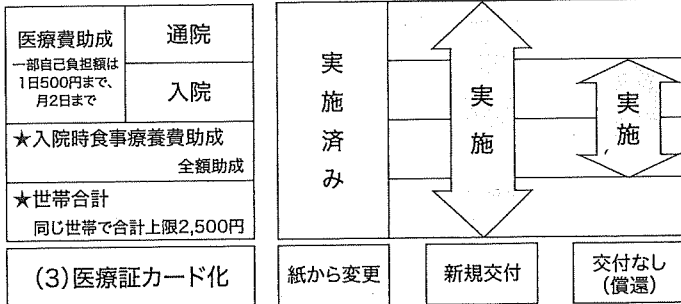 医療費助成
一部自己負担額は
1日500円まで、
月2日まで
通院
入院
★入院時食事療養費助成
全額助成
★世帯合計
同じ世帯で合計上限2,500円
実施済み
実施
実施
(3)医療証カード化
紙から変更
新規交付
交付なし
(償還)